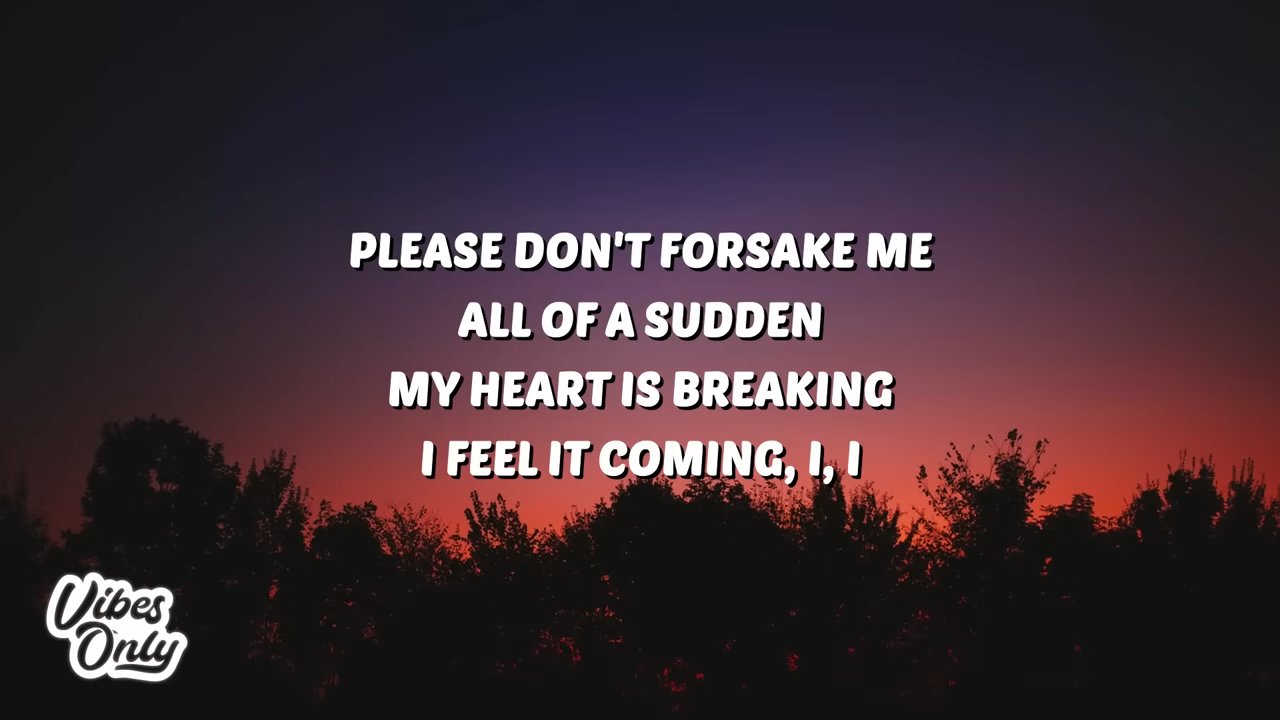 PLEASE DON'T FORSAKE ME
ALL OF A SUDDEN
MY HEART IS BREAKING
I FEEL IT COMING, I, I
Vibes
Only